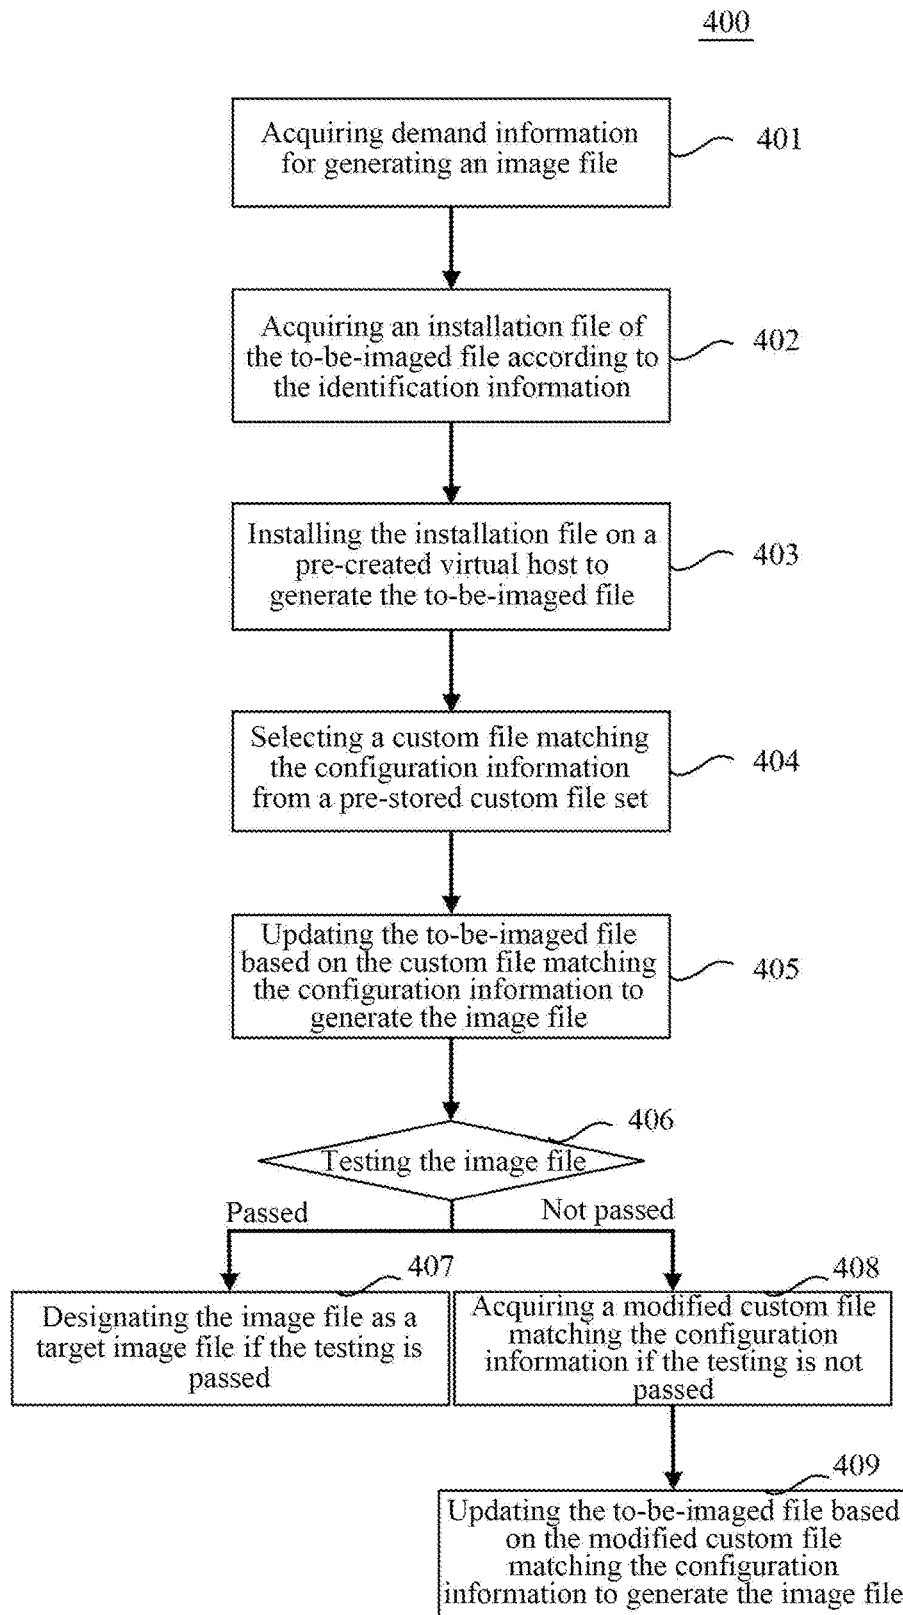 400
Acquiring demand information
for generating an image file
401
Acquiring an installation file of
the to-be-imaged file according to
the identification information
402
Installing the installation file on a
pre-created virtual host to
generate the to-be-imaged file
403
Selecting a custom file matching
the configuration information
from a pre-stored custom file set
404
Updating the to-be-imaged file
based on the custom file matching
the configuration information to
generate the image file
405
406
Testing the image file
Passed
Not passed
407
Designating the image file as a
target image file if the testing is
passed
408
Acquiring a modified custom file
matching the configuration
information if the testing is not
passed
409
Updating the to-be-imaged file based
on the modified custom file
matching the configuration
information to generate the image file